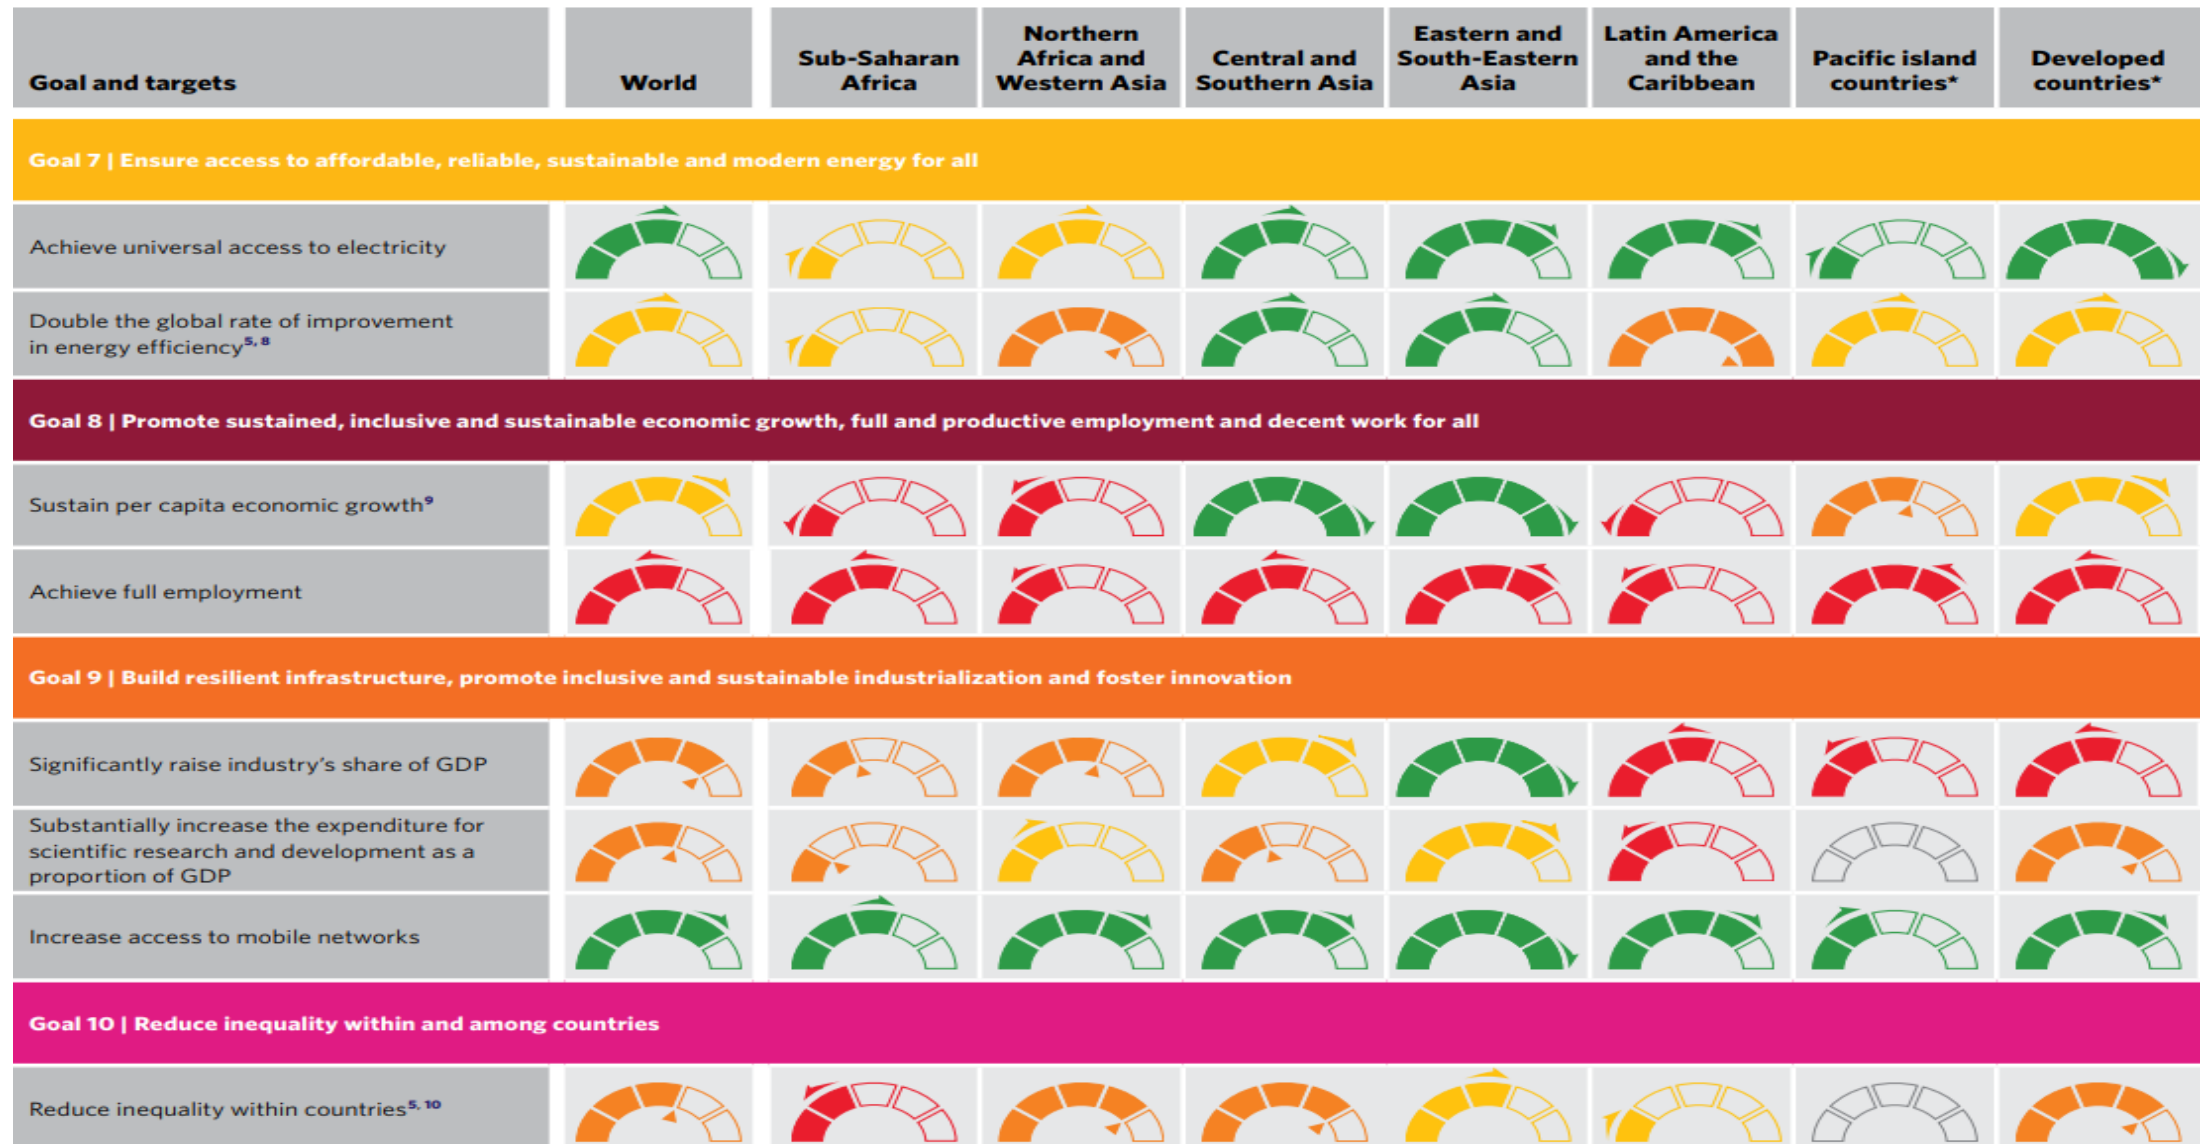 Goal and targets
World
Sub-Saharan
Africa
Northern
Africa and
Western Asia
Central and
Southern Asia
Eastern and
South-Eastern
Asia
Latin America
and the
Caribbean
Pacific island
countries*
Developed
countries*
Goal 7 | Ensure access to affordable, reliable, sustainable and modern energy for all
Achieve universal access to electricity
Double the global rate of improvement
in energy efficiency5, 8
Goal 8 | Promote sustained, inclusive and sustainable economic growth, full and productive employment and decent work for all
Sustain per capita economic growth9
Achieve full employment
Goal 9 | Build resilient infrastructure, promote inclusive and sustainable industrialization and foster innovation
Significantly raise industry’s share of GDP
Substantially increase the expenditure for
scientific research and development as a
proportion of GDP
Increase access to mobile networks
Goal 10 | Reduce inequality within and among countries
Reduce inequality within countries5, 10